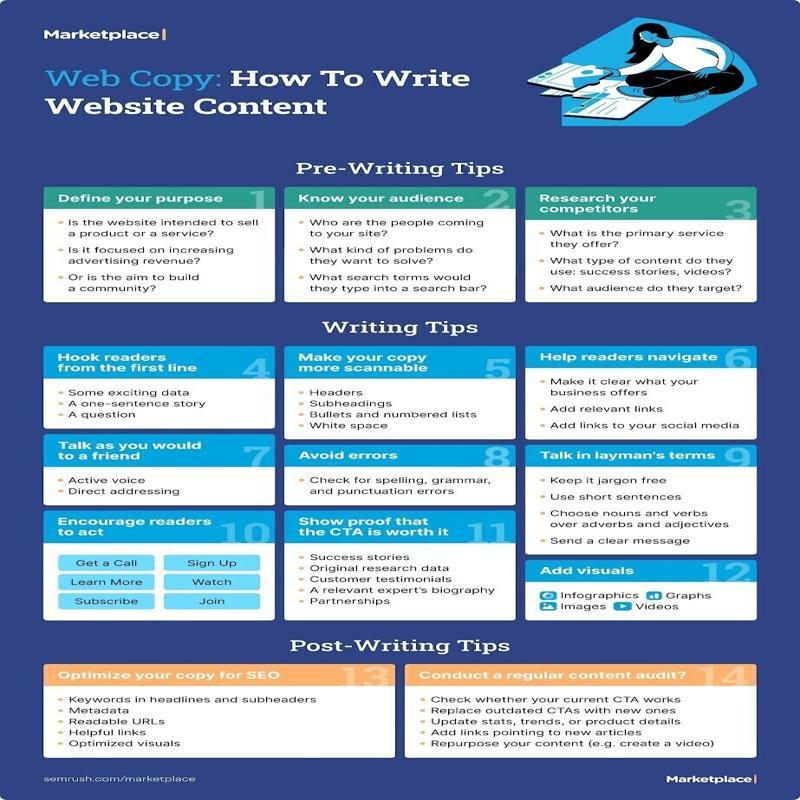 Marketplace
Web Copy: How To Write
Website Content
Pre-Writing Tips
Define your purpose 1
Is the website intended to sell
a product or a service?
Is it focused on increasing
advertising revenue?
Or is the aim to build
a community?
Know your audience 2
Who are the people coming
to your site?
What kind of problems do
they want to solve?
What search terms would
they type into a search bar?
Research your
competitors 3
What is the primary service
they offer?
What type of content do they
use: success stories, videos?
What audience do they target?
Writing Tips
Hook readers
from the first line 4
Some exciting data
A one-sentence story
A question
Make your copy
more scannable 5
Headers
Subheadings
Bullets and numbered lists
White space
Help readers navigate 6
Make it clear what your
business offers
Add relevant links
Add links to your social media
Talk as you would
to a friend 7
Active voice
Direct addressing
Avoid errors 8
Check for spelling, grammar,
and punctuation errors
Talk in layman's terms 9
Keep it jargon free
Use short sentences
Choose nouns and verbs
over adverbs and adjectives
Send a clear message
Encourage readers
to act 10
Get a Call Sign Up
Learn More Watch
Subscribe Join
Show proof that
the CTA is worth it 11
Success stories
Original research data
Customer testimonials
A relevant expert's biography
Partnerships
Add visuals 12
Infographics Graphs
Images Videos
Post-Writing Tips
Optimize your copy for SEO 13
Keywords in headlines and subheaders
Metadata
Readable URLs
Helpful links
Optimized visuals
Conduct a regular content audit? 14
Check whether your current CTA works
Replace outdated CTAs with new ones
Update stats, trends, or product details
Add links pointing to new articles
Repurpose your content (e.g. create a video)
semrush.com/marketplace
Marketplace